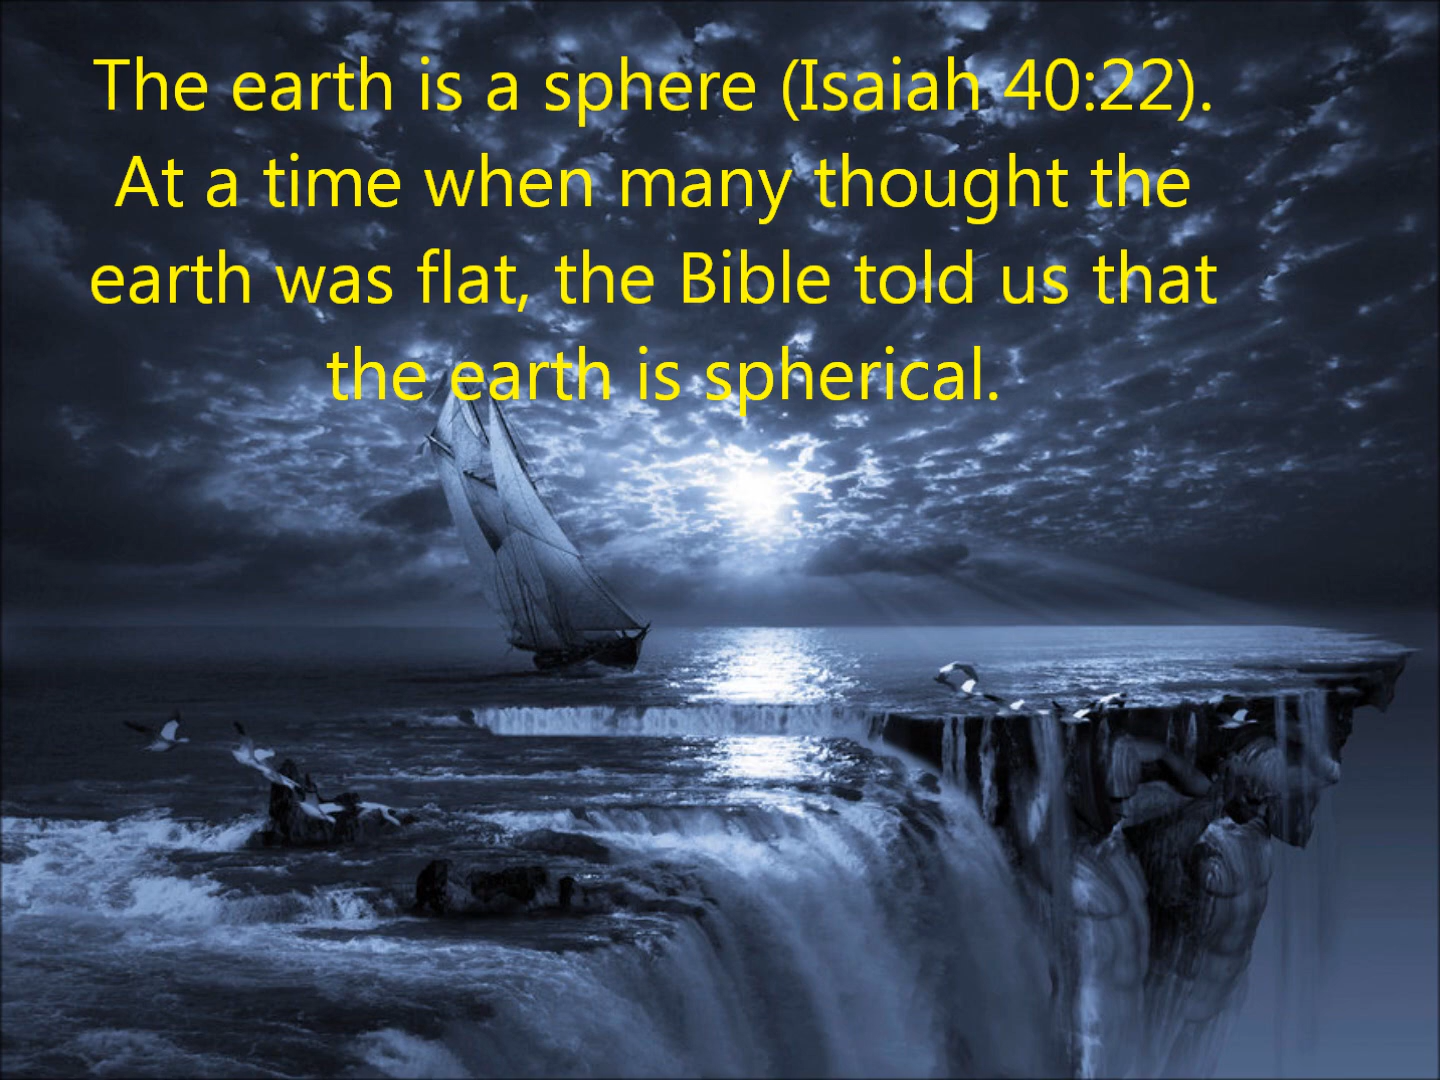 The earth is a sphere (Isaiah 40:22).
At a time when many thought the
earth was flat, the Bible told us that
the earth is spherical.